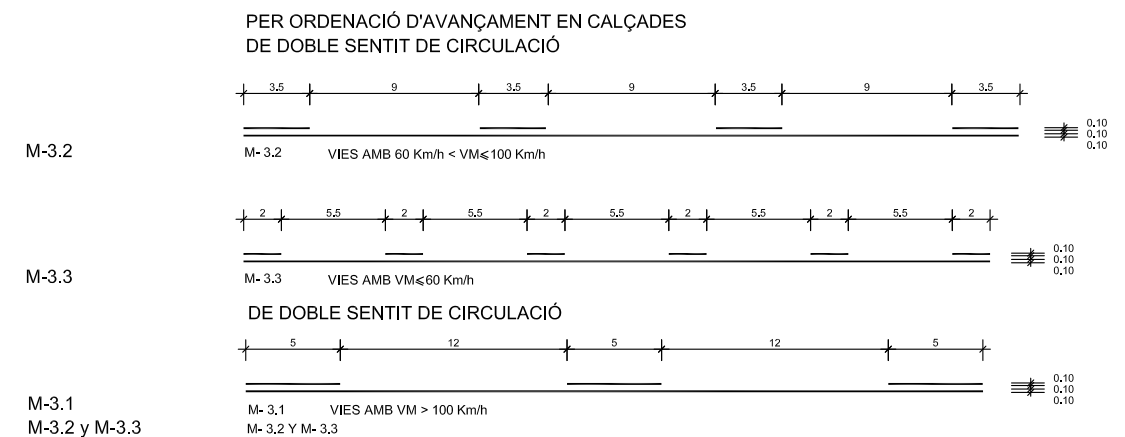 PER ORDENACIÓ D'AVANÇAMENT EN CALÇADES
DE DOBLE SENTIT DE CIRCULACIÓ
3.5 9 3.5 9 3.5 9 3.5
0.10
0.10
0.10
M-3.2 M- 3.2 VIES AMB 60 Km/h < VM⩽100 Km/h
2 5.5 2 5.5 2 5.5 2 5.5 2 5.5 2
0.10
0.10
0.10
M-3.3 M- 3.3 VIES AMB VM⩽60 Km/h
DE DOBLE SENTIT DE CIRCULACIÓ
5 12 5 12 5
0.10
0.10
0.10
M-3.1 M- 3.1 VIES AMB VM > 100 Km/h
M-3.2 y M-3.3 M- 3.2 Y M- 3.3